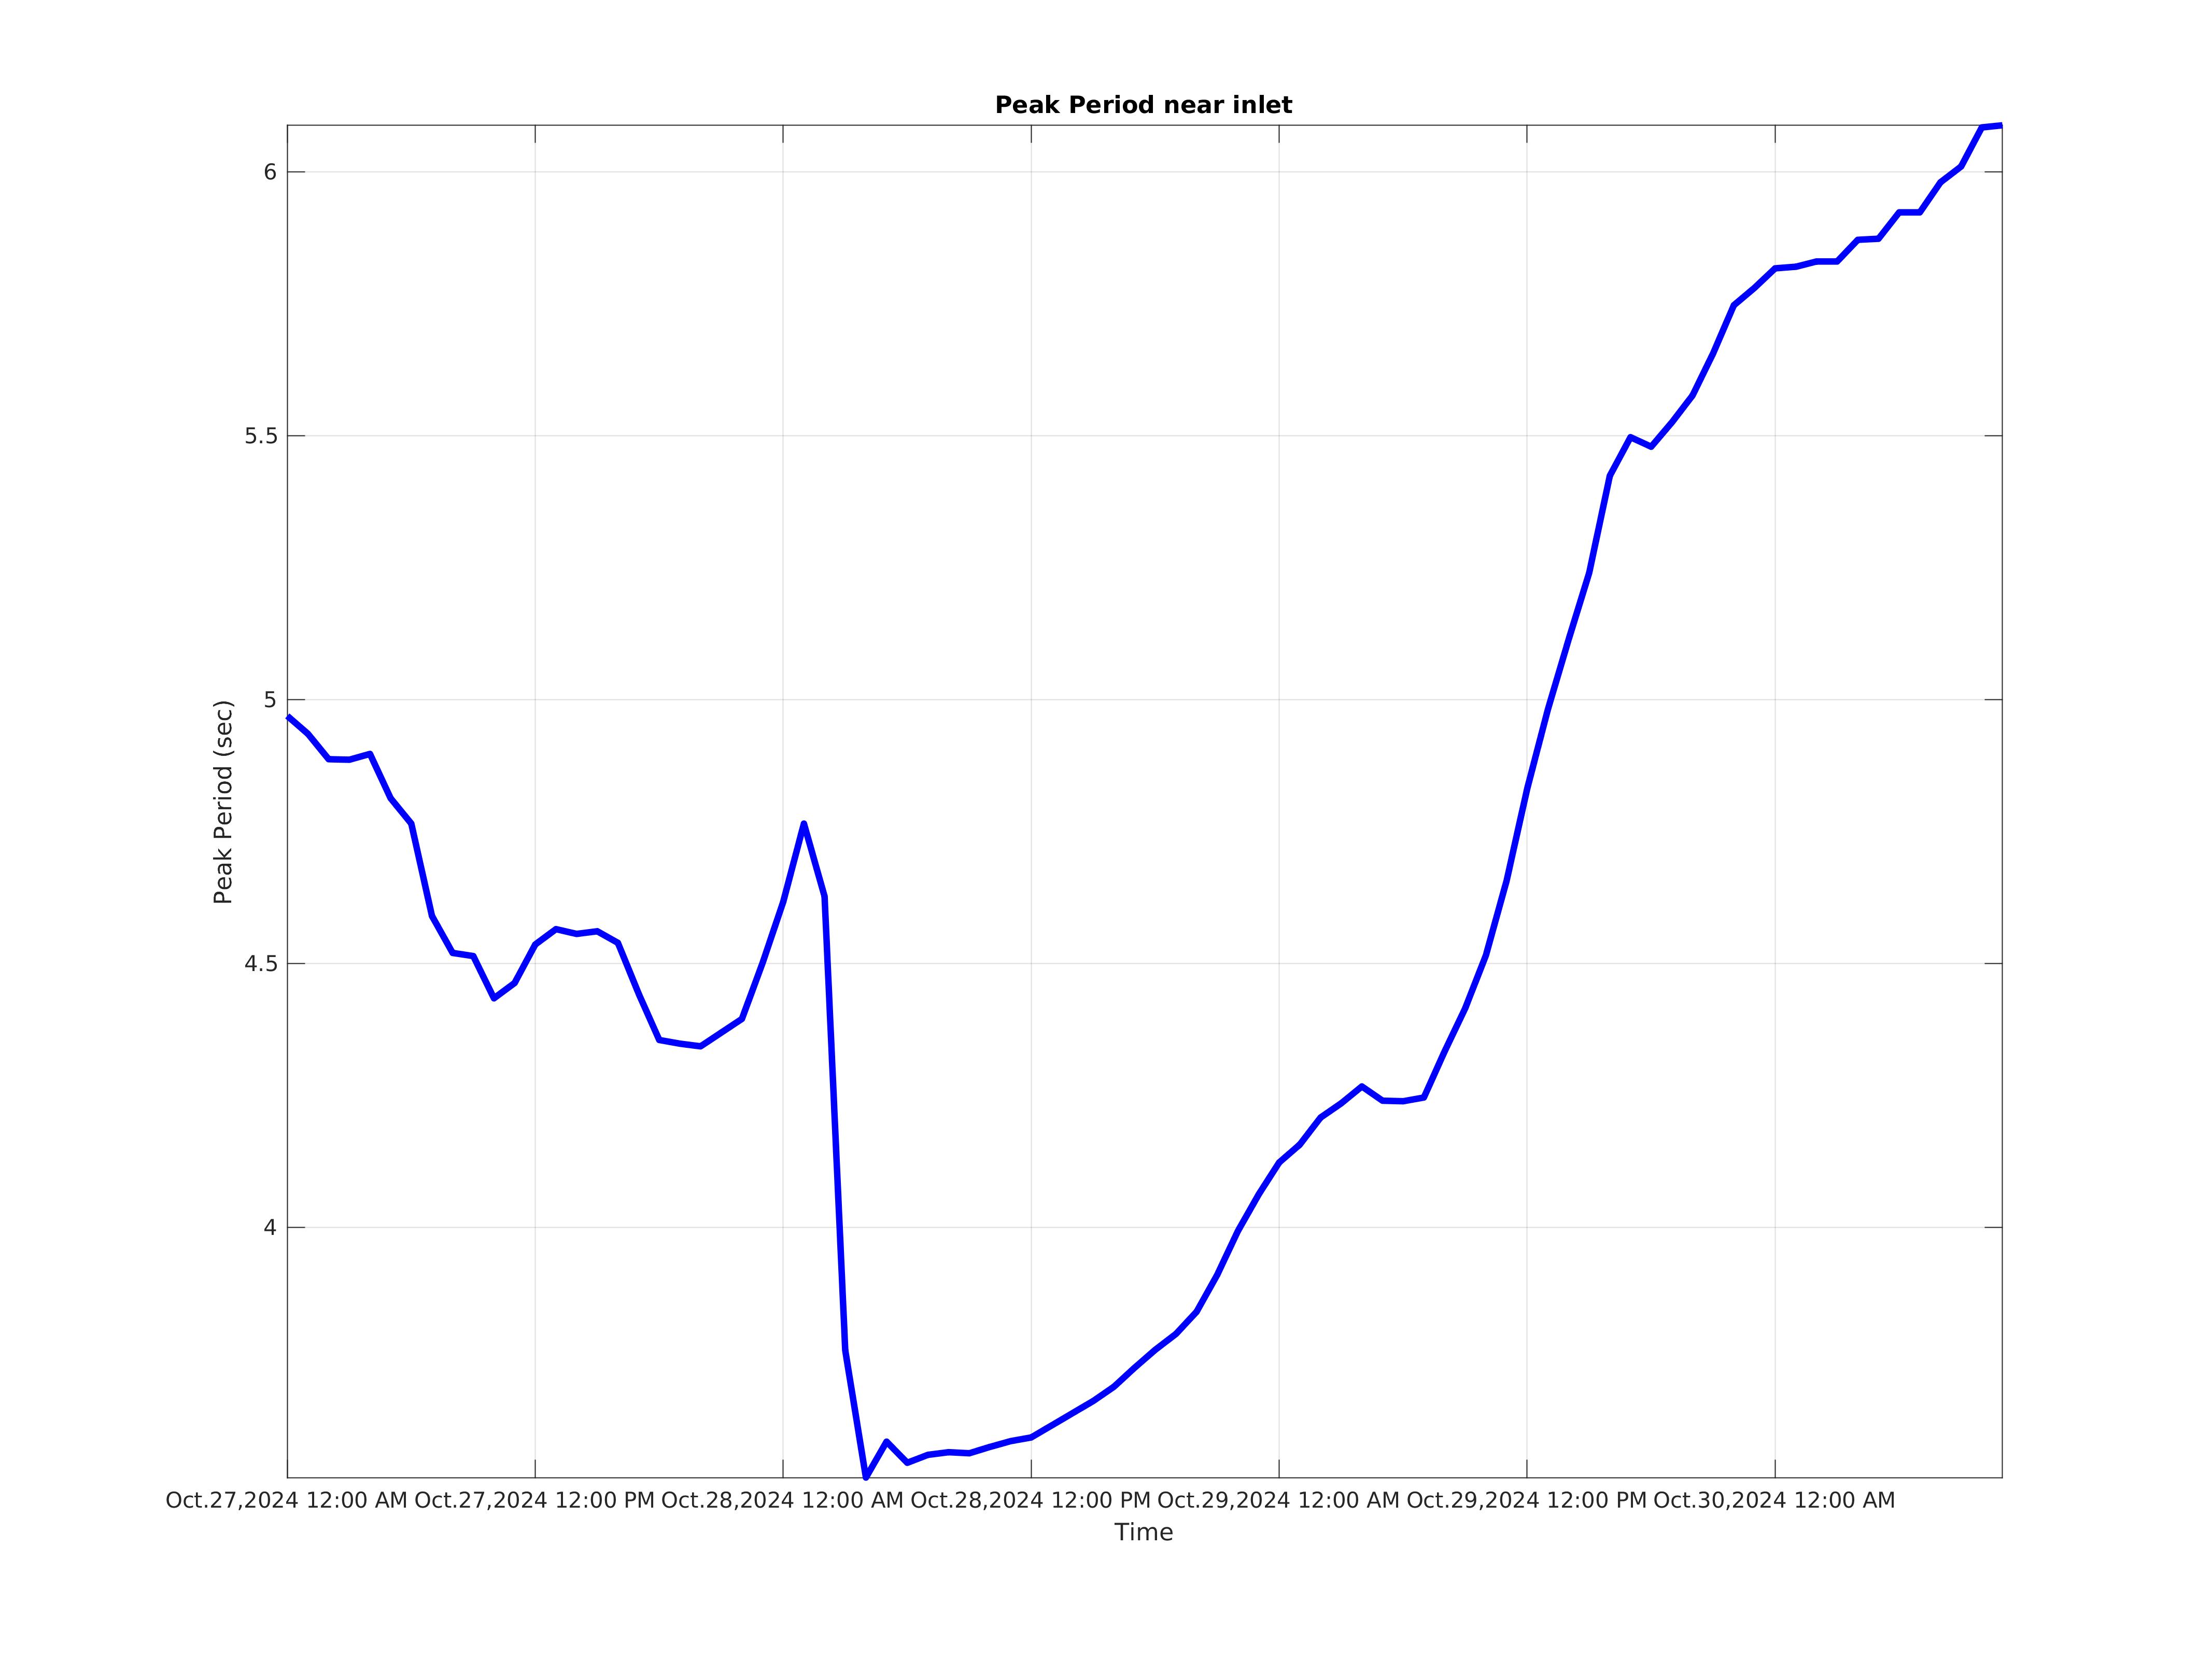 Peak Period near inlet
6
5.5
5
4.5
4
Peak Period (sec)
Oct.27,2024 12:00 AM Oct.27,2024 12:00 PM Oct.28,2024 12:00 AM Oct.28,2024 12:00 PM Oct.29,2024 12:00 AM Oct.29,2024 12:00 PM Oct.30,2024 12:00 AM
Time